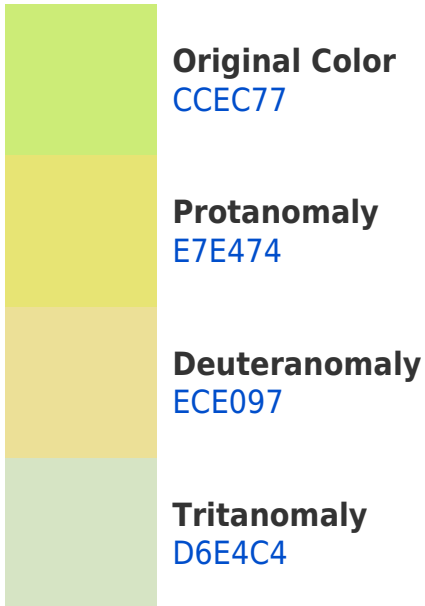 Original Color
CCEC77
Protanomaly
E7E474
Deuteranomaly
ECE097
Tritanomaly
D6E4C4